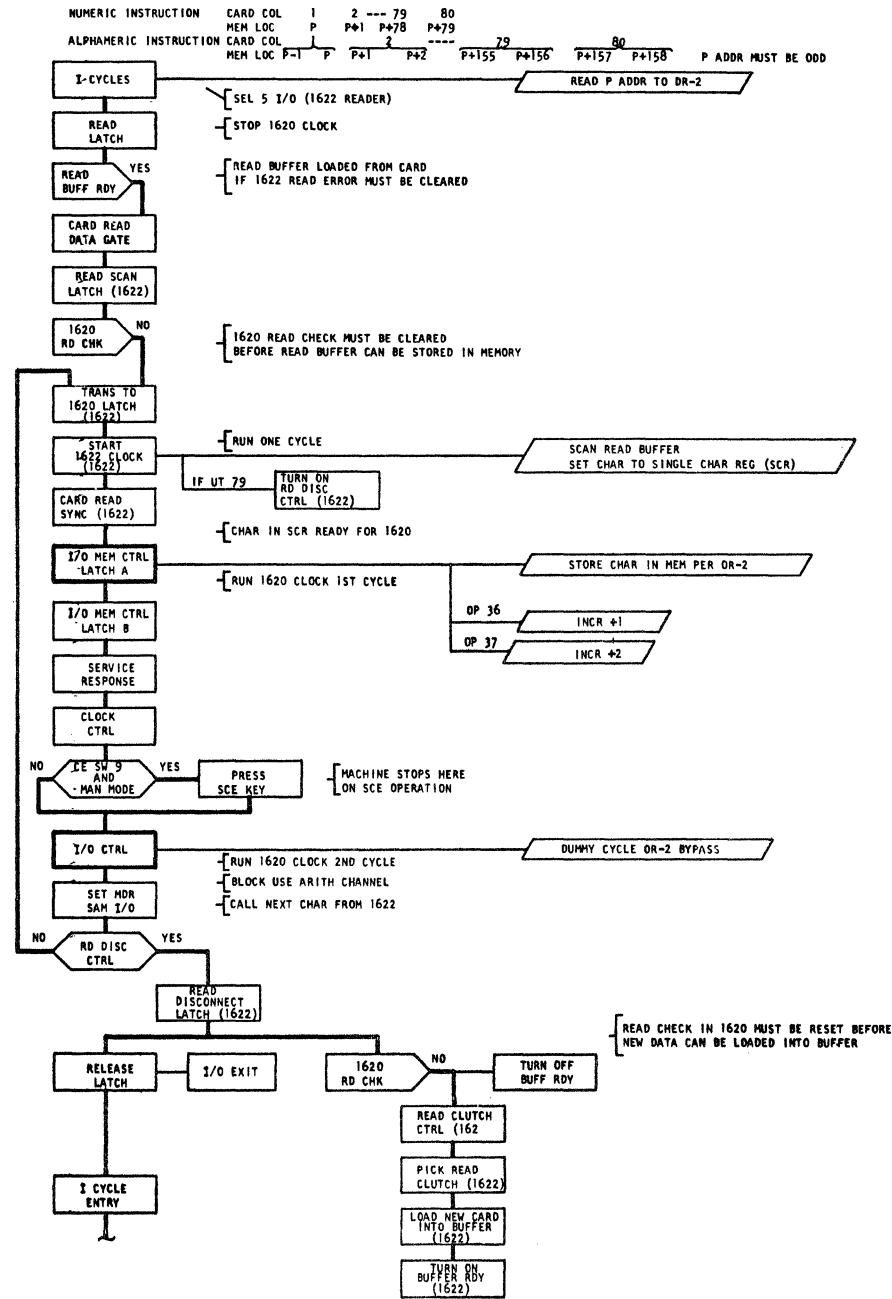 NUMERIC INSTRUCTION CARD COL 1 2 --- 79 80
MEM LOC P P+1 P+78 P+79
ALPHAMERIC INSTRUCTION CARD COL 1 2 ---- 79 80
MEM LOC P-1 P P+1 P+2 P+155 P+156 P+157 P+158 P ADDR MUST BE ODD
I-CYCLES
READ P ADDR TO OR-2
SEL 5 I/O (1622 READER)
READ
LATCH
STOP 1620 CLOCK
READ
BUFF RDY
YES
READ BUFFER LOADED FROM CARD
IF 1622 READ ERROR MUST BE CLEARED
CARD READ
DATA GATE
READ SCAN
LATCH (1622)
1620
RD CHK
NO
1620 READ CHECK MUST BE CLEARED
BEFORE READ BUFFER CAN BE STORED IN MEMORY
TRANS TO
1620 LATCH
(1622)
START
1622 CLOCK
(1622)
RUN ONE CYCLE
SCAN READ BUFFER
SET CHAR TO SINGLE CHAR REG (SCR)
IF UT 79
TURN ON
RD DISC
CTRL (1622)
CARD READ
SYNC (1622)
CHAR IN SCR READY FOR 1620
I/O MEM CTRL
LATCH A
STORE CHAR IN MEM PER OR-2
RUN 1620 CLOCK 1ST CYCLE
OP 36
INCR +1
OP 37
INCR +2
I/O MEM CTRL
LATCH B
SERVICE
RESPONSE
CLOCK
CTRL
NO
CE SW 9
AND
MAN MODE
YES
PRESS
SCE KEY
MACHINE STOPS HERE
ON SCE OPERATION
I/O CTRL
DUMMY CYCLE OR-2 BYPASS
RUN 1620 CLOCK 2ND CYCLE
BLOCK USE ARITH CHANNEL
CALL NEXT CHAR FROM 1622
SET MDR
SAM I/O
NO
RD DISC
CTRL
YES
READ
DISCONNECT
LATCH (1622)
READ CHECK IN 1620 MUST BE RESET BEFORE
NEW DATA CAN BE LOADED INTO BUFFER
RELEASE
LATCH
I/O EXIT
1620
RD CHK
NO
TURN OFF
BUFF RDY
READ CLUTCH
CTRL (162
PICK READ
CLUTCH (1622)
I CYCLE
ENTRY
LOAD NEW CARD
INTO BUFFER
(1622)
TURN ON
BUFFER RDY
(1622)